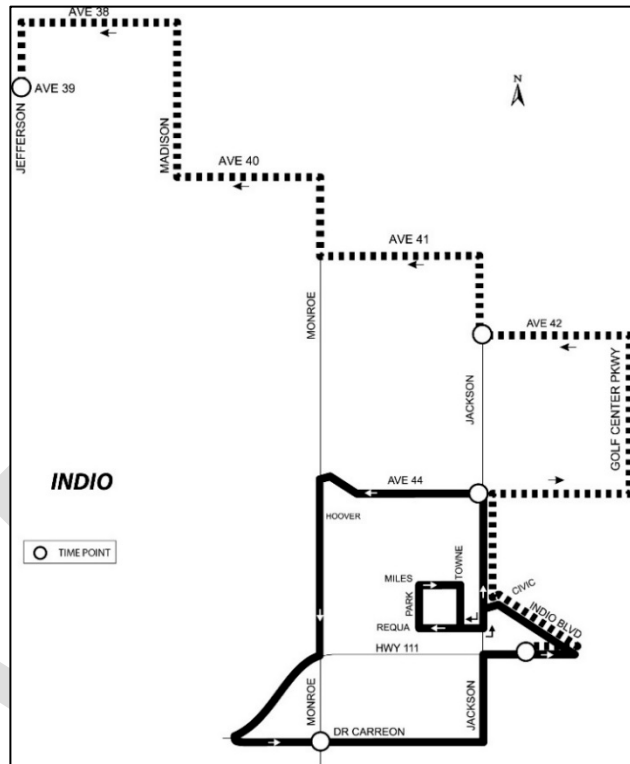 AVE 38
N
AVE 39
JEFFERSON
MADISON
AVE 40
AVE 41
MONROE
AVE 42
JACKSON
GOLF CENTER PKWY
INDIO
AVE 44
HOOVER
TIME POINT
MILES
TOWNE
PARK
CIVIC
INDIO BLVD
REQUA
HWY 111
MONROE
JACKSON
DR CARREON